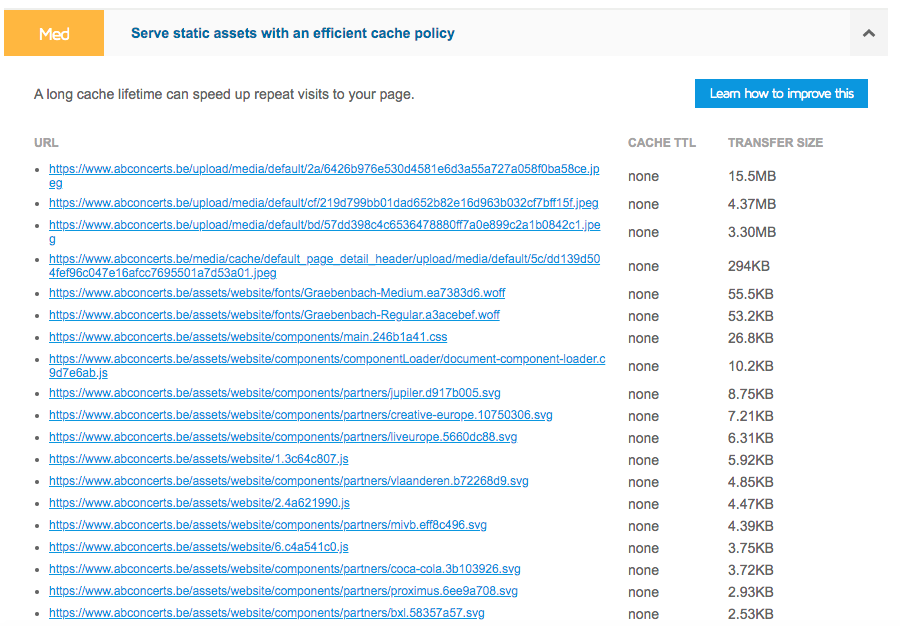 Med
Serve static assets with an efficient cache policy
A long cache lifetime can speed up repeat visits to your page.
Learn how to improve this
URL CACHE TTL TRANSFER SIZE
https://www.abconcerts.be/upload/media/default/2a/6426b976e530d4581e6d3a55a727a058f0ba58ce.jp
eg none 15.5MB
https://www.abconcerts.be/upload/media/default/cf/219d799bb01dad652b82e16d963b032cf7bff15f.jpeg none 4.37MB
https://www.abconcerts.be/upload/media/default/bd/57dd398c4c6536478880ff7a0e899c2a1b0842c1.jpe
g none 3.30MB
https://www.abconcerts.be/media/cache/default_page_detail_header/upload/media/default/5c/dd139d50
4fef96c047e16afcc7695501a7d53a01.jpeg none 294KB
https://www.abconcerts.be/assets/website/fonts/Graebenbach-Medium.ea7383d6.woff none 55.5KB
https://www.abconcerts.be/assets/website/fonts/Graebenbach-Regular.a3acebef.woff none 53.2KB
https://www.abconcerts.be/assets/website/components/main.246b1a41.css none 26.8KB
https://www.abconcerts.be/assets/website/components/componentLoader/document-component-loader.c
9d7e6ab.js none 10.2KB
https://www.abconcerts.be/assets/website/components/partners/jupiler.d917b005.svg none 8.75KB
https://www.abconcerts.be/assets/website/components/partners/creative-europe.10750306.svg none 7.21KB
https://www.abconcerts.be/assets/website/components/partners/liveurope.5660dc88.svg none 6.31KB
https://www.abconcerts.be/assets/website/1.3c64c807.js none 5.92KB
https://www.abconcerts.be/assets/website/components/partners/vlaanderen.b72268d9.svg none 4.85KB
https://www.abconcerts.be/assets/website/2.4a621990.js none 4.47KB
https://www.abconcerts.be/assets/website/components/partners/mivb.eff8c496.svg none 4.39KB
https://www.abconcerts.be/assets/website/6.c4a541c0.js none 3.75KB
https://www.abconcerts.be/assets/website/components/partners/coca-cola.3b103926.svg none 3.72KB
https://www.abconcerts.be/assets/website/components/partners/proximus.6ee9a708.svg none 2.93KB
https://www.abconcerts.be/assets/website/components/partners/bxl.58357a57.svg none 2.53KB